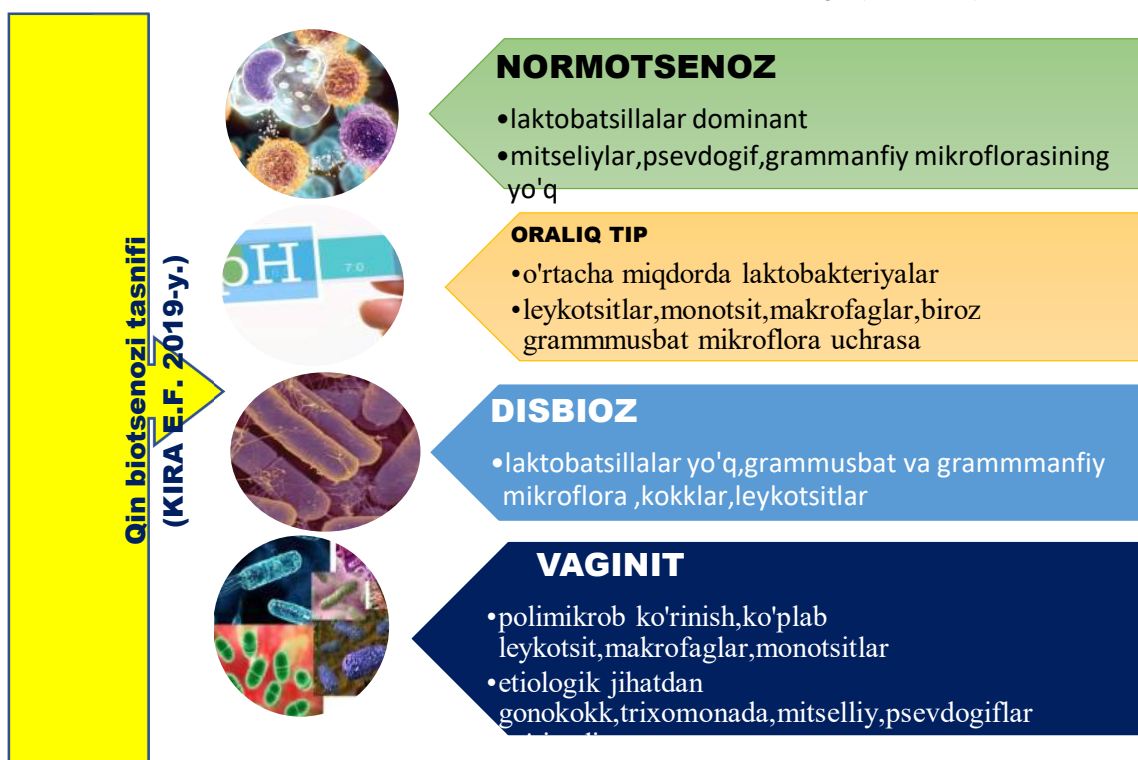 Qin biotsenozi tasnifi
(KIRA E.F. 2019-y.)
NORMOTSENOZ
•laktobatsillalar dominant
•mitseliylar,psevdogif,grammanfiy mikroflorasining
yo'q
pH
7 0
ORALIQ TIP
•o'rtacha miqdorda laktobakteriyalar
•leykotsitlar,monotsit,makrofaglar,biroz
grammmusbat mikroflora uchrasa
DISBIOZ
•laktobatsillalar yo'q,grammusbat va grammmanfiy
mikroflora ,kokklar,leykotsitlar
VAGINIT
•polimikrob ko'rinish,ko'plab
leykotsit,makrofaglar,monotsitlar
•etiologik jihatdan
gonokokk,trixomonada,mitselliy,psevdogiflar